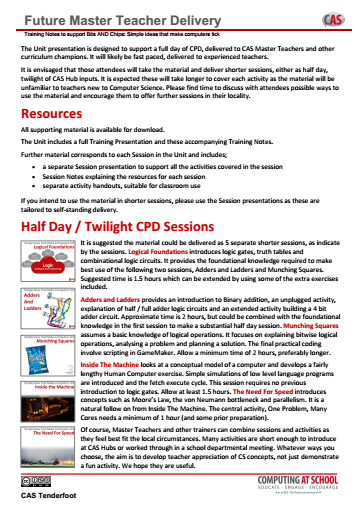 Future Master Teacher Delivery
CAS
Training Notes to support Bits AND Chips: Simple ideas that make computers tick
The Unit presentation is designed to support a full day of CPD, delivered to CAS Master Teachers and other
curriculum champions. It will likely be fast paced, delivered to experienced teachers.
It is envisaged that those attendees will take the material and deliver shorter sessions, either as half day,
twilight of CAS Hub inputs. It is expected these will take longer to cover each activity as the material will be
unfamiliar to teachers new to Computer Science. Please find time to discuss with attendees possible ways to
use the material and encourage them to offer further sessions in their locality.
Resources
All supporting material is available for download.
The Unit includes a full Training Presentation and these accompanying Training Notes.
Further material corresponds to each Session in the Unit and includes;
• a separate Session presentation to support all the activities covered in the session
• Session Notes explaining the resources for each session
• separate activity handouts, suitable for classroom use
If you intend to use the material in shorter sessions, please use the Session presentations as these are
tailored to self-standing delivery.
Half Day / Twilight CPD Sessions
Logical Foundations
Logic
It is suggested the material could be delivered as 5 separate shorter sessions, as indicate
by the sessions. Logical Foundations introduces logic gates, truth tables and
combinational logic circuits. It provides the foundational knowledge required to make
best use of the following two sessions, Adders and Ladders and Munching Squares.
Suggested time is 1.5 hours which can be extended by using some of the extra exercises
included.
Adders
And
Ladders
Adders and Ladders provides an introduction to Binary addition, an unplugged activity,
explanation of half / full adder logic circuits and an extended activity building a 4 bit
adder circuit. Approximate time is 2 hours, but could be combined with the foundational
knowledge in the first session to make a substantial half day session. Munching Squares
Munching Squares
assumes a basic knowledge of logical operations. It focuses on explaining bitwise logical
operations, analysing a problem and planning a solution. The final practical coding
involve scripting in GameMaker. Allow a minimum time of 2 hours, preferably longer.
Inside the Machine
Inside The Machine looks at a conceptual model of a computer and develops a fairly
lengthy Human Computer exercise. Simple simulations of low level language programs
are introduced and the fetch execute cycle. This session requires no previous
introduction to logic gates. Allow at least 1.5 hours. The Need For Speed introduces
concepts such as Moore's Law, the von Neumann bottleneck and parallelism. It is a
natural follow on from Inside The Machine. The central activity, One Problem, Many
Cores needs a minimum of 1 hour (and some prior preparation).
The Need For Speed
Of course, Master Teachers and other trainers can combine sessions and activities as
they feel best fit the local circumstances. Many activities are short enough to introduce
at CAS Hubs or worked through in a school departmental meeting. Whatever ways you
choose, the aim is to develop teacher appreciation of CS concepts, not just demonstrate
a fun activity. We hope they are useful.
COMPUTING AT SCHOOL
EDUCATE · ENGAGE · ENCOURAGE
CAS Tenderfoot